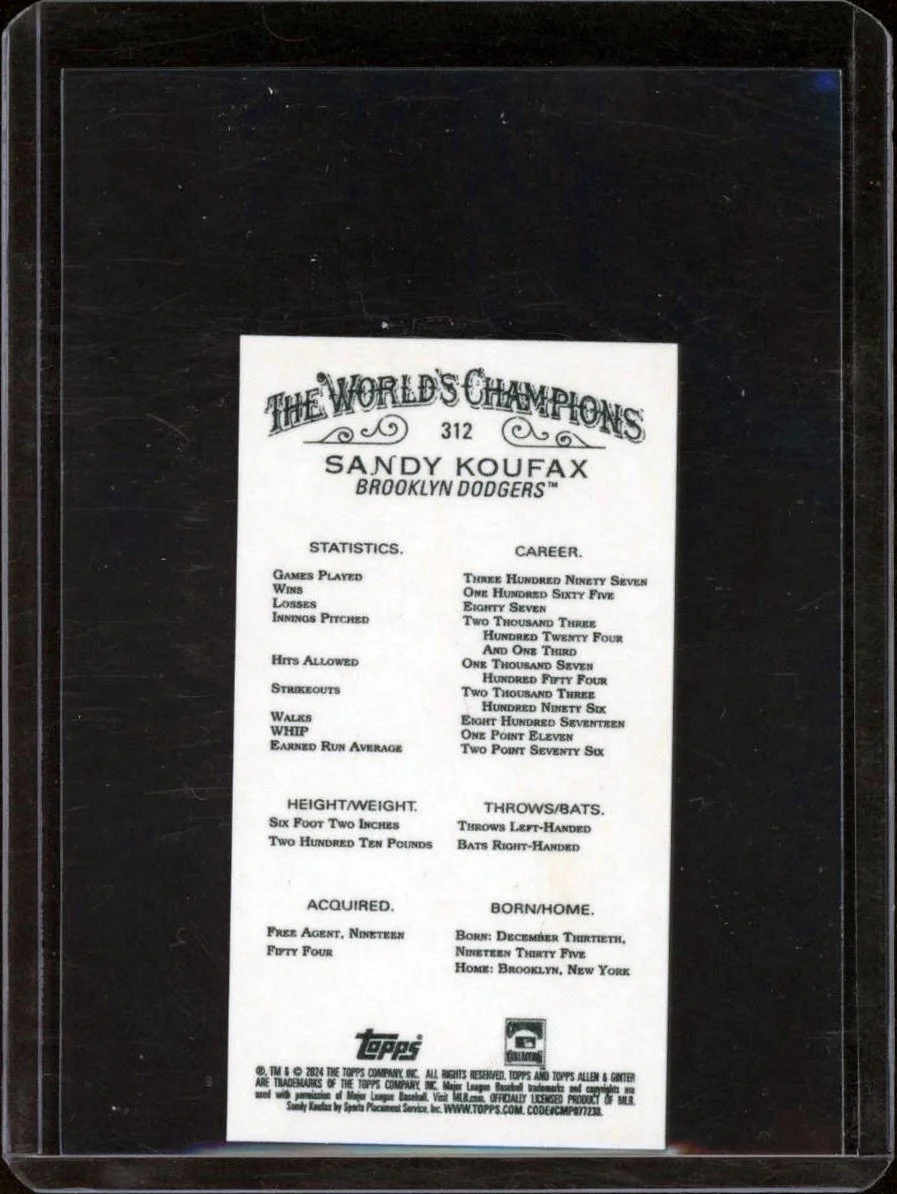 THE WORLD'S CHAMPIONS
312
SANDY KOUFAX
BROOKLYN DODGERS™
STATISTICS. CAREER.
GAMES PLAYED THREE HUNDRED NINETY SEVEN
WINS ONE HUNDRED SIXTY FIVE
LOSSES EIGHTY SEVEN
INNINGS PITCHED TWO THOUSAND THREE
HUNDRED TWENTY FOUR
AND ONE THIRD
HITS ALLOWED ONE THOUSAND SEVEN
HUNDRED FIFTY FOUR
STRIKEOUTS TWO THOUSAND THREE
HUNDRED NINETY SIX
WALKS EIGHT HUNDRED SEVENTEEN
WHIP ONE POINT ELEVEN
EARNED RUN AVERAGE TWO POINT SEVENTY SIX
HEIGHT/WEIGHT. THROWS/BATS.
SIX FOOT TWO INCHES THROWS LEFT-HANDED
TWO HUNDRED TEN POUNDS BATS RIGHT-HANDED
ACQUIRED. BORN/HOME.
FREE AGENT, NINETEEN BORN: DECEMBER THIRTIETH,
FIFTY FOUR NINETEEN THIRTY FIVE
HOME: BROOKLYN, NEW YORK
Topps
COOPERSTOWN
COLLECTION
®, TM & © 2024 THE TOPPS COMPANY, INC. ALL RIGHTS RESERVED. TOPPS AND TOPPS ALLEN & GINTER
ARE TRADEMARKS OF THE TOPPS COMPANY, INC. Major League Baseball trademarks and copyrights are
used with permission of Major League Baseball. Visit MLB.com. OFFICIALLY LICENSED PRODUCT OF MLB.
Sandy Koufax by Sports Placement Service, Inc. WWW.TOPPS.COM. CODE#CMP077238.